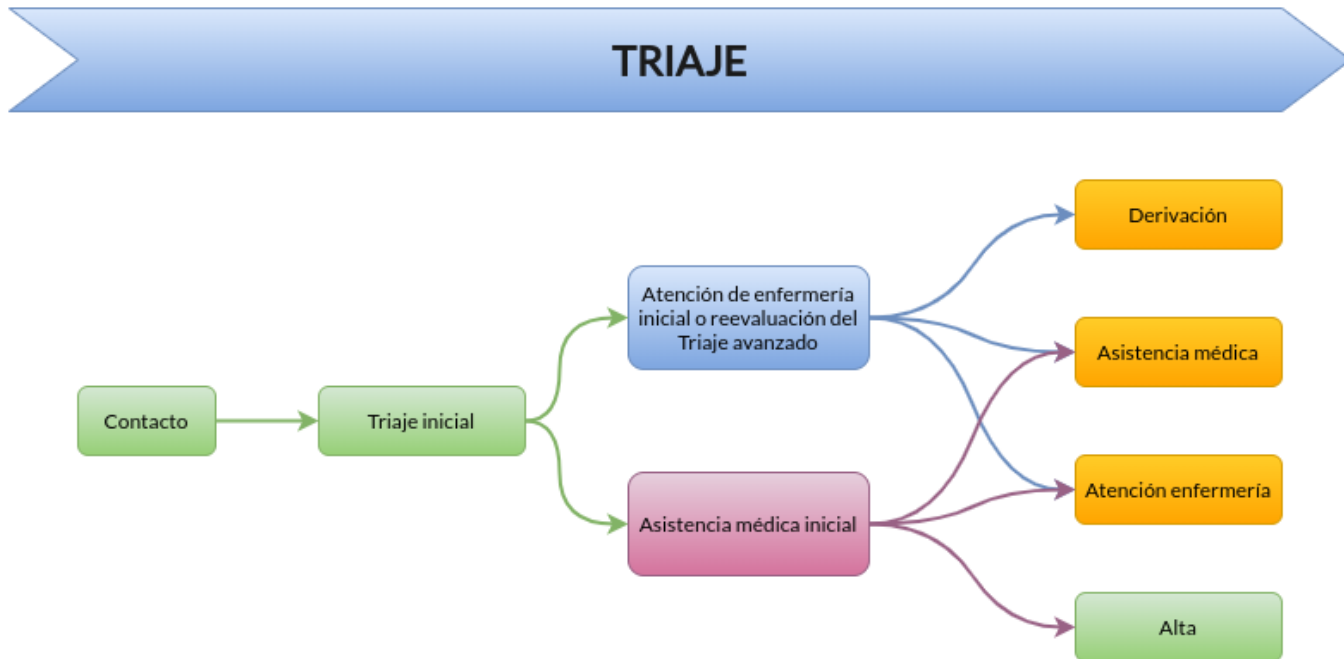 TRIAJE
Contacto
Triaje inicial
Atención de enfermería
inicial o reevaluación del
Triaje avanzado
Asistencia médica inicial
Derivación
Asistencia médica
Atención enfermería
Alta